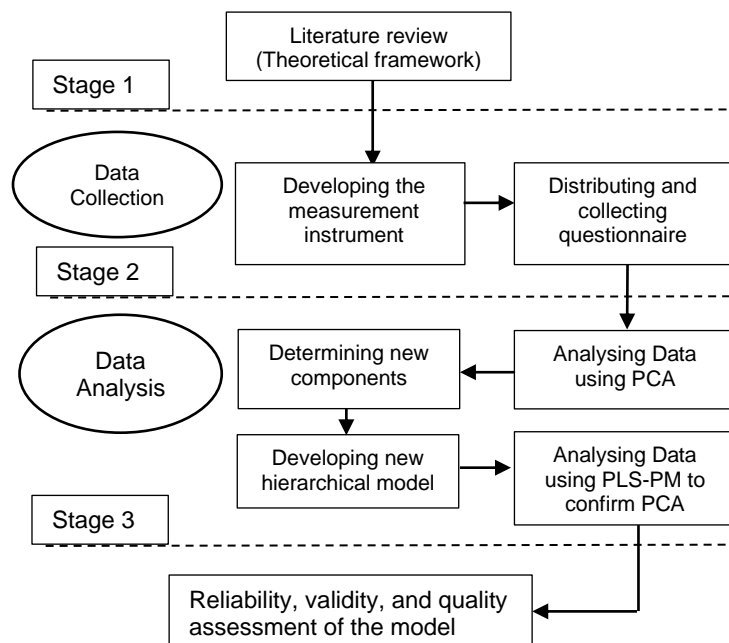 Literature review
(Theoretical framework)
Stage 1
Data
Collection
Developing the
measurement
instrument
Distributing and
collecting
questionnaire
Stage 2
Data
Analysis
Determining new
components
Analysing Data
using PCA
Developing new
hierarchical model
Analysing Data
using PLS-PM to
confirm PCA
Stage 3
Reliability, validity, and quality
assessment of the model